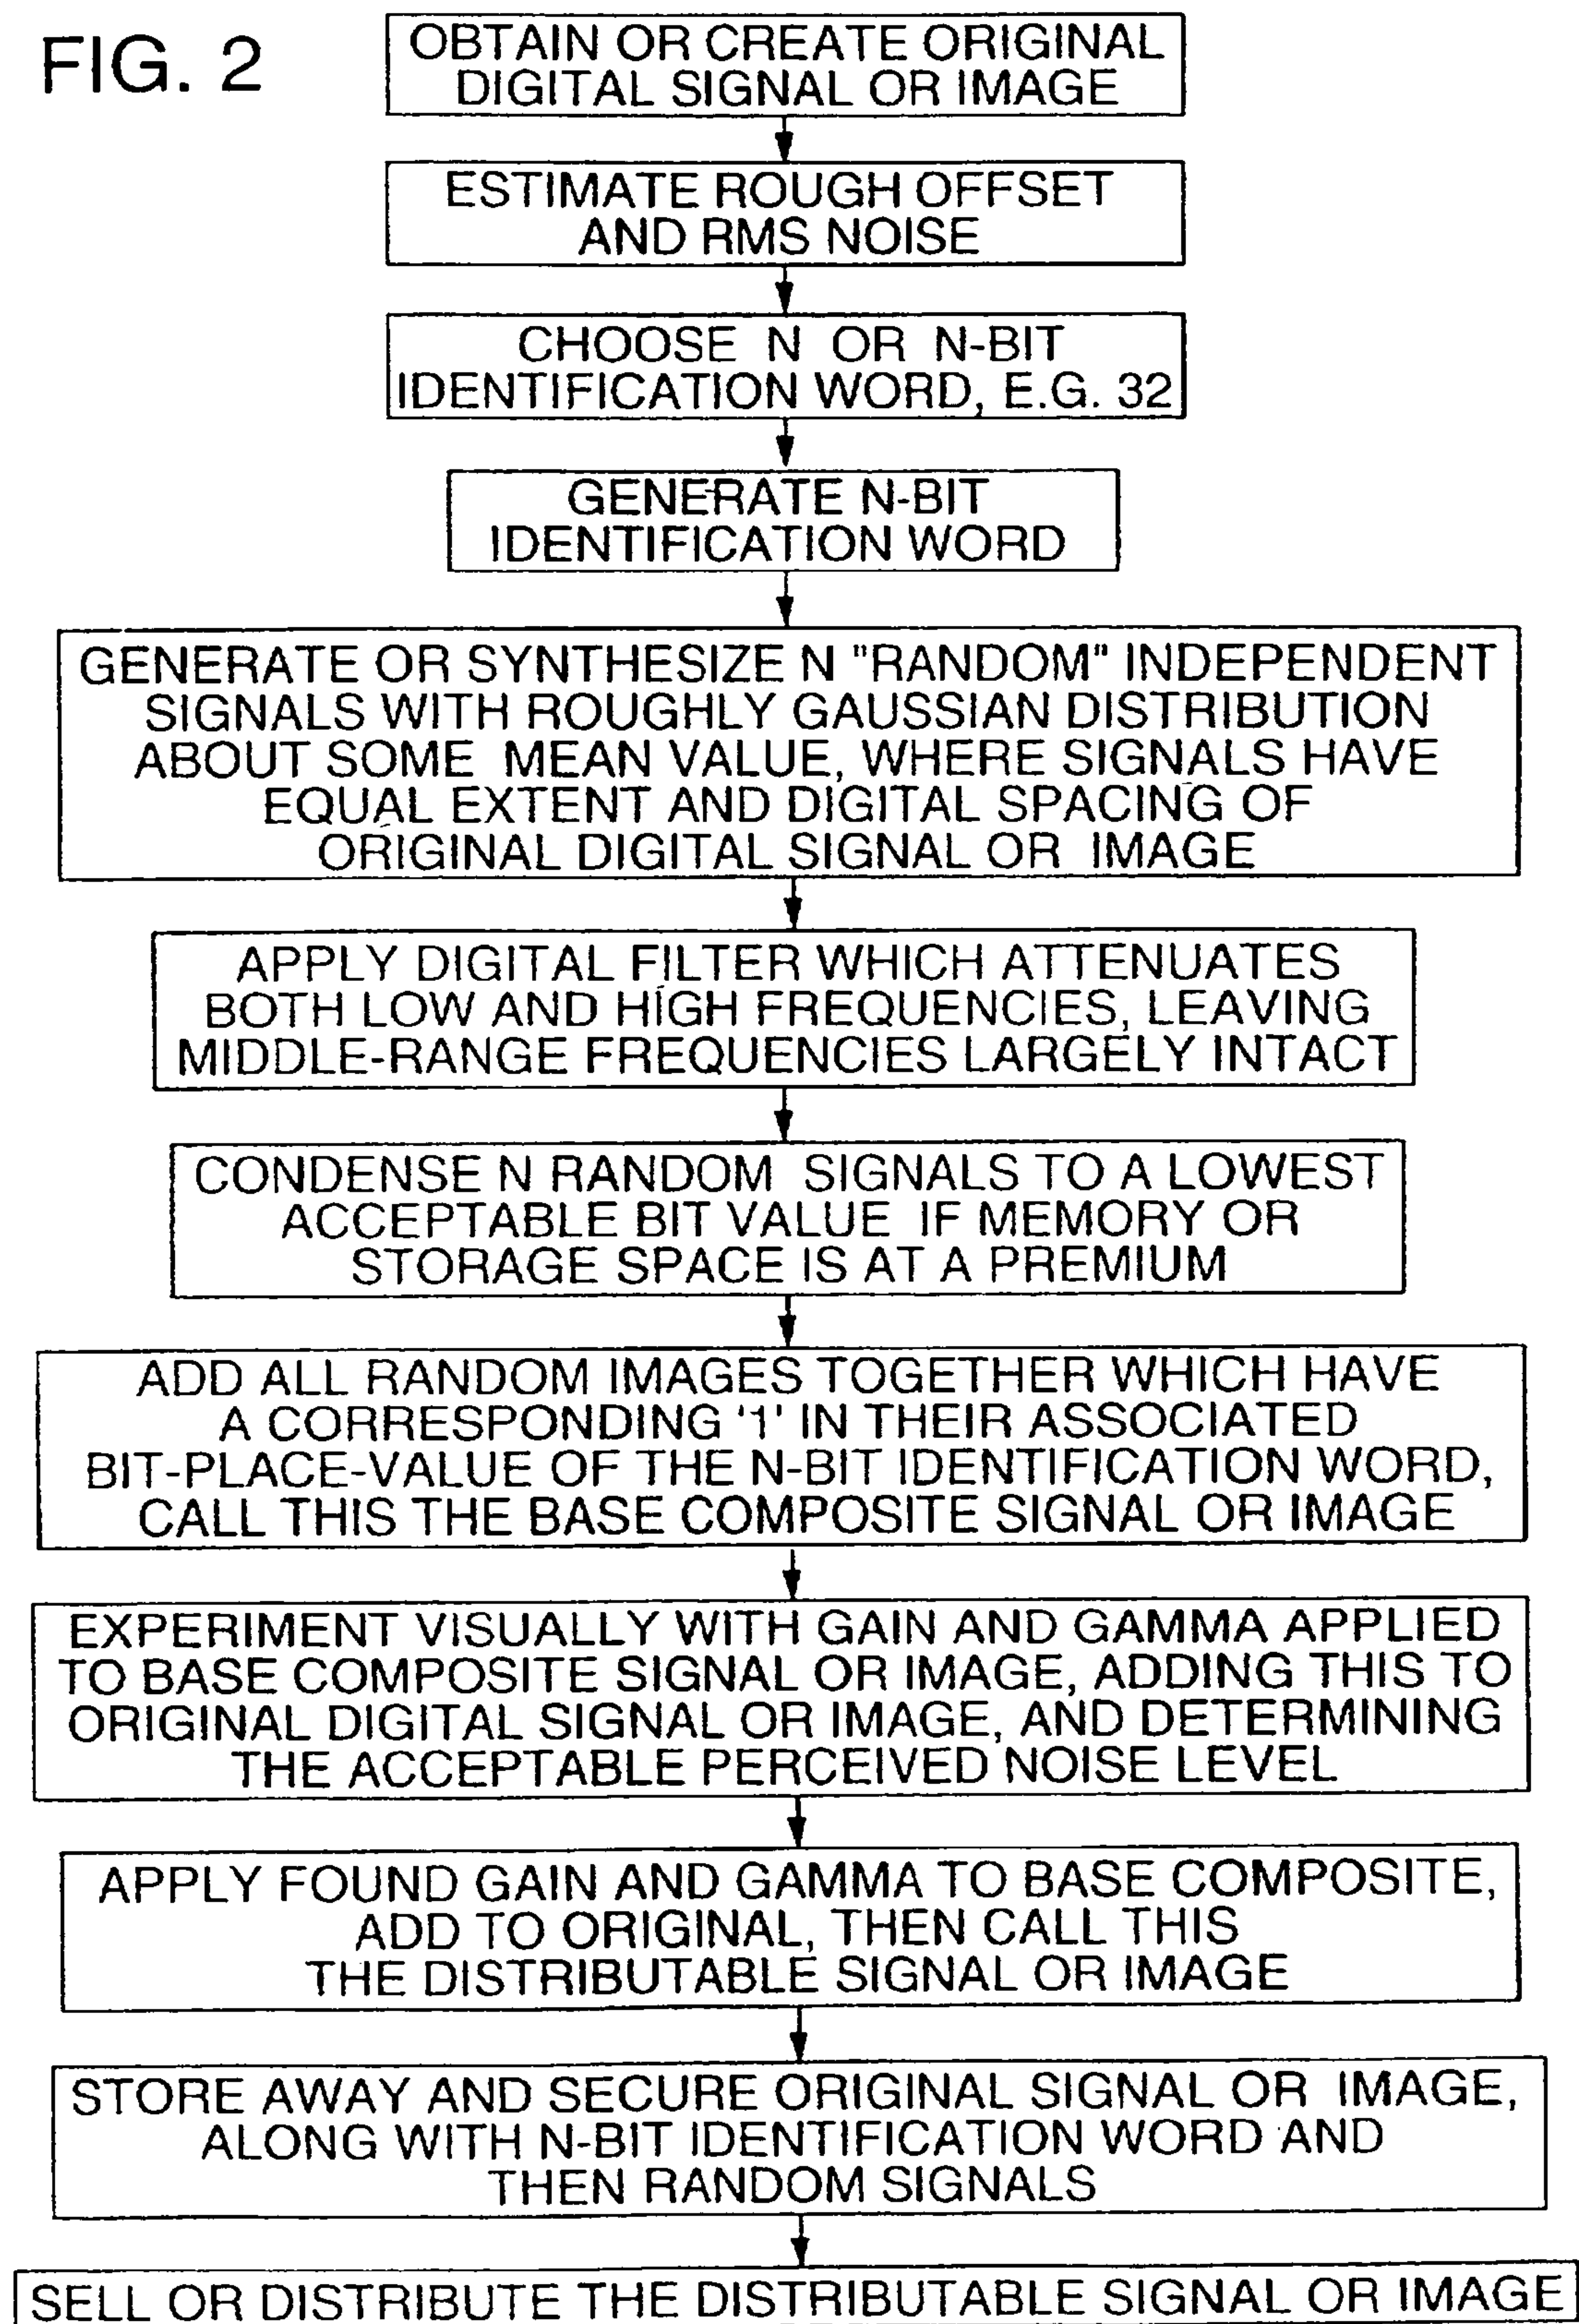 FIG. 2
OBTAIN OR CREATE ORIGINAL
DIGITAL SIGNAL OR IMAGE
ESTIMATE ROUGH OFFSET
AND RMS NOISE
CHOOSE N OR N-BIT
IDENTIFICATION WORD, E.G. 32
GENERATE N-BIT
IDENTIFICATION WORD
GENERATE OR SYNTHESIZE N "RANDOM" INDEPENDENT
SIGNALS WITH ROUGHLY GAUSSIAN DISTRIBUTION
ABOUT SOME MEAN VALUE, WHERE SIGNALS HAVE
EQUAL EXTENT AND DIGITAL SPACING OF
ORIGINAL DIGITAL SIGNAL OR IMAGE
APPLY DIGITAL FILTER WHICH ATTENUATES
BOTH LOW AND HIGH FREQUENCIES, LEAVING
MIDDLE-RANGE FREQUENCIES LARGELY INTACT
CONDENSE N RANDOM SIGNALS TO A LOWEST
ACCEPTABLE BIT VALUE IF MEMORY OR
STORAGE SPACE IS AT A PREMIUM
ADD ALL RANDOM IMAGES TOGETHER WHICH HAVE
A CORRESPONDING '1' IN THEIR ASSOCIATED
BIT-PLACE-VALUE OF THE N-BIT IDENTIFICATION WORD,
CALL THIS THE BASE COMPOSITE SIGNAL OR IMAGE
EXPERIMENT VISUALLY WITH GAIN AND GAMMA APPLIED
TO BASE COMPOSITE SIGNAL OR IMAGE, ADDING THIS TO
ORIGINAL DIGITAL SIGNAL OR IMAGE, AND DETERMINING
THE ACCEPTABLE PERCEIVED NOISE LEVEL
APPLY FOUND GAIN AND GAMMA TO BASE COMPOSITE,
ADD TO ORIGINAL, THEN CALL THIS
THE DISTRIBUTABLE SIGNAL OR IMAGE
STORE AWAY AND SECURE ORIGINAL SIGNAL OR IMAGE,
ALONG WITH N-BIT IDENTIFICATION WORD AND
THEN RANDOM SIGNALS
SELL OR DISTRIBUTE THE DISTRIBUTABLE SIGNAL OR IMAGE